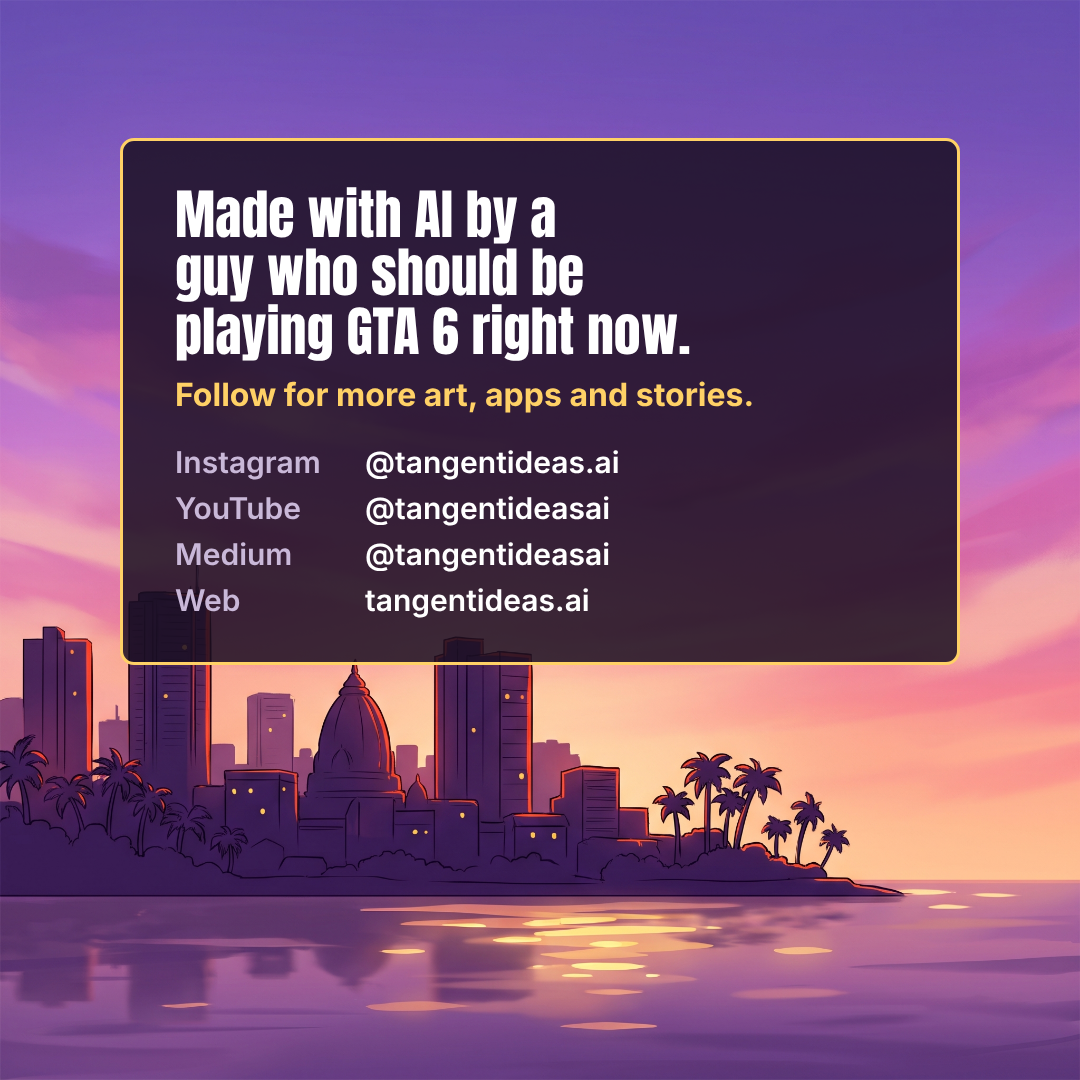 Made with AI by a
guy who should be
playing GTA 6 right now.
Follow for more art, apps and stories.
Instagram @tangentideas.ai
YouTube @tangentideasai
Medium @tangentideasai
Web tangentideas.ai